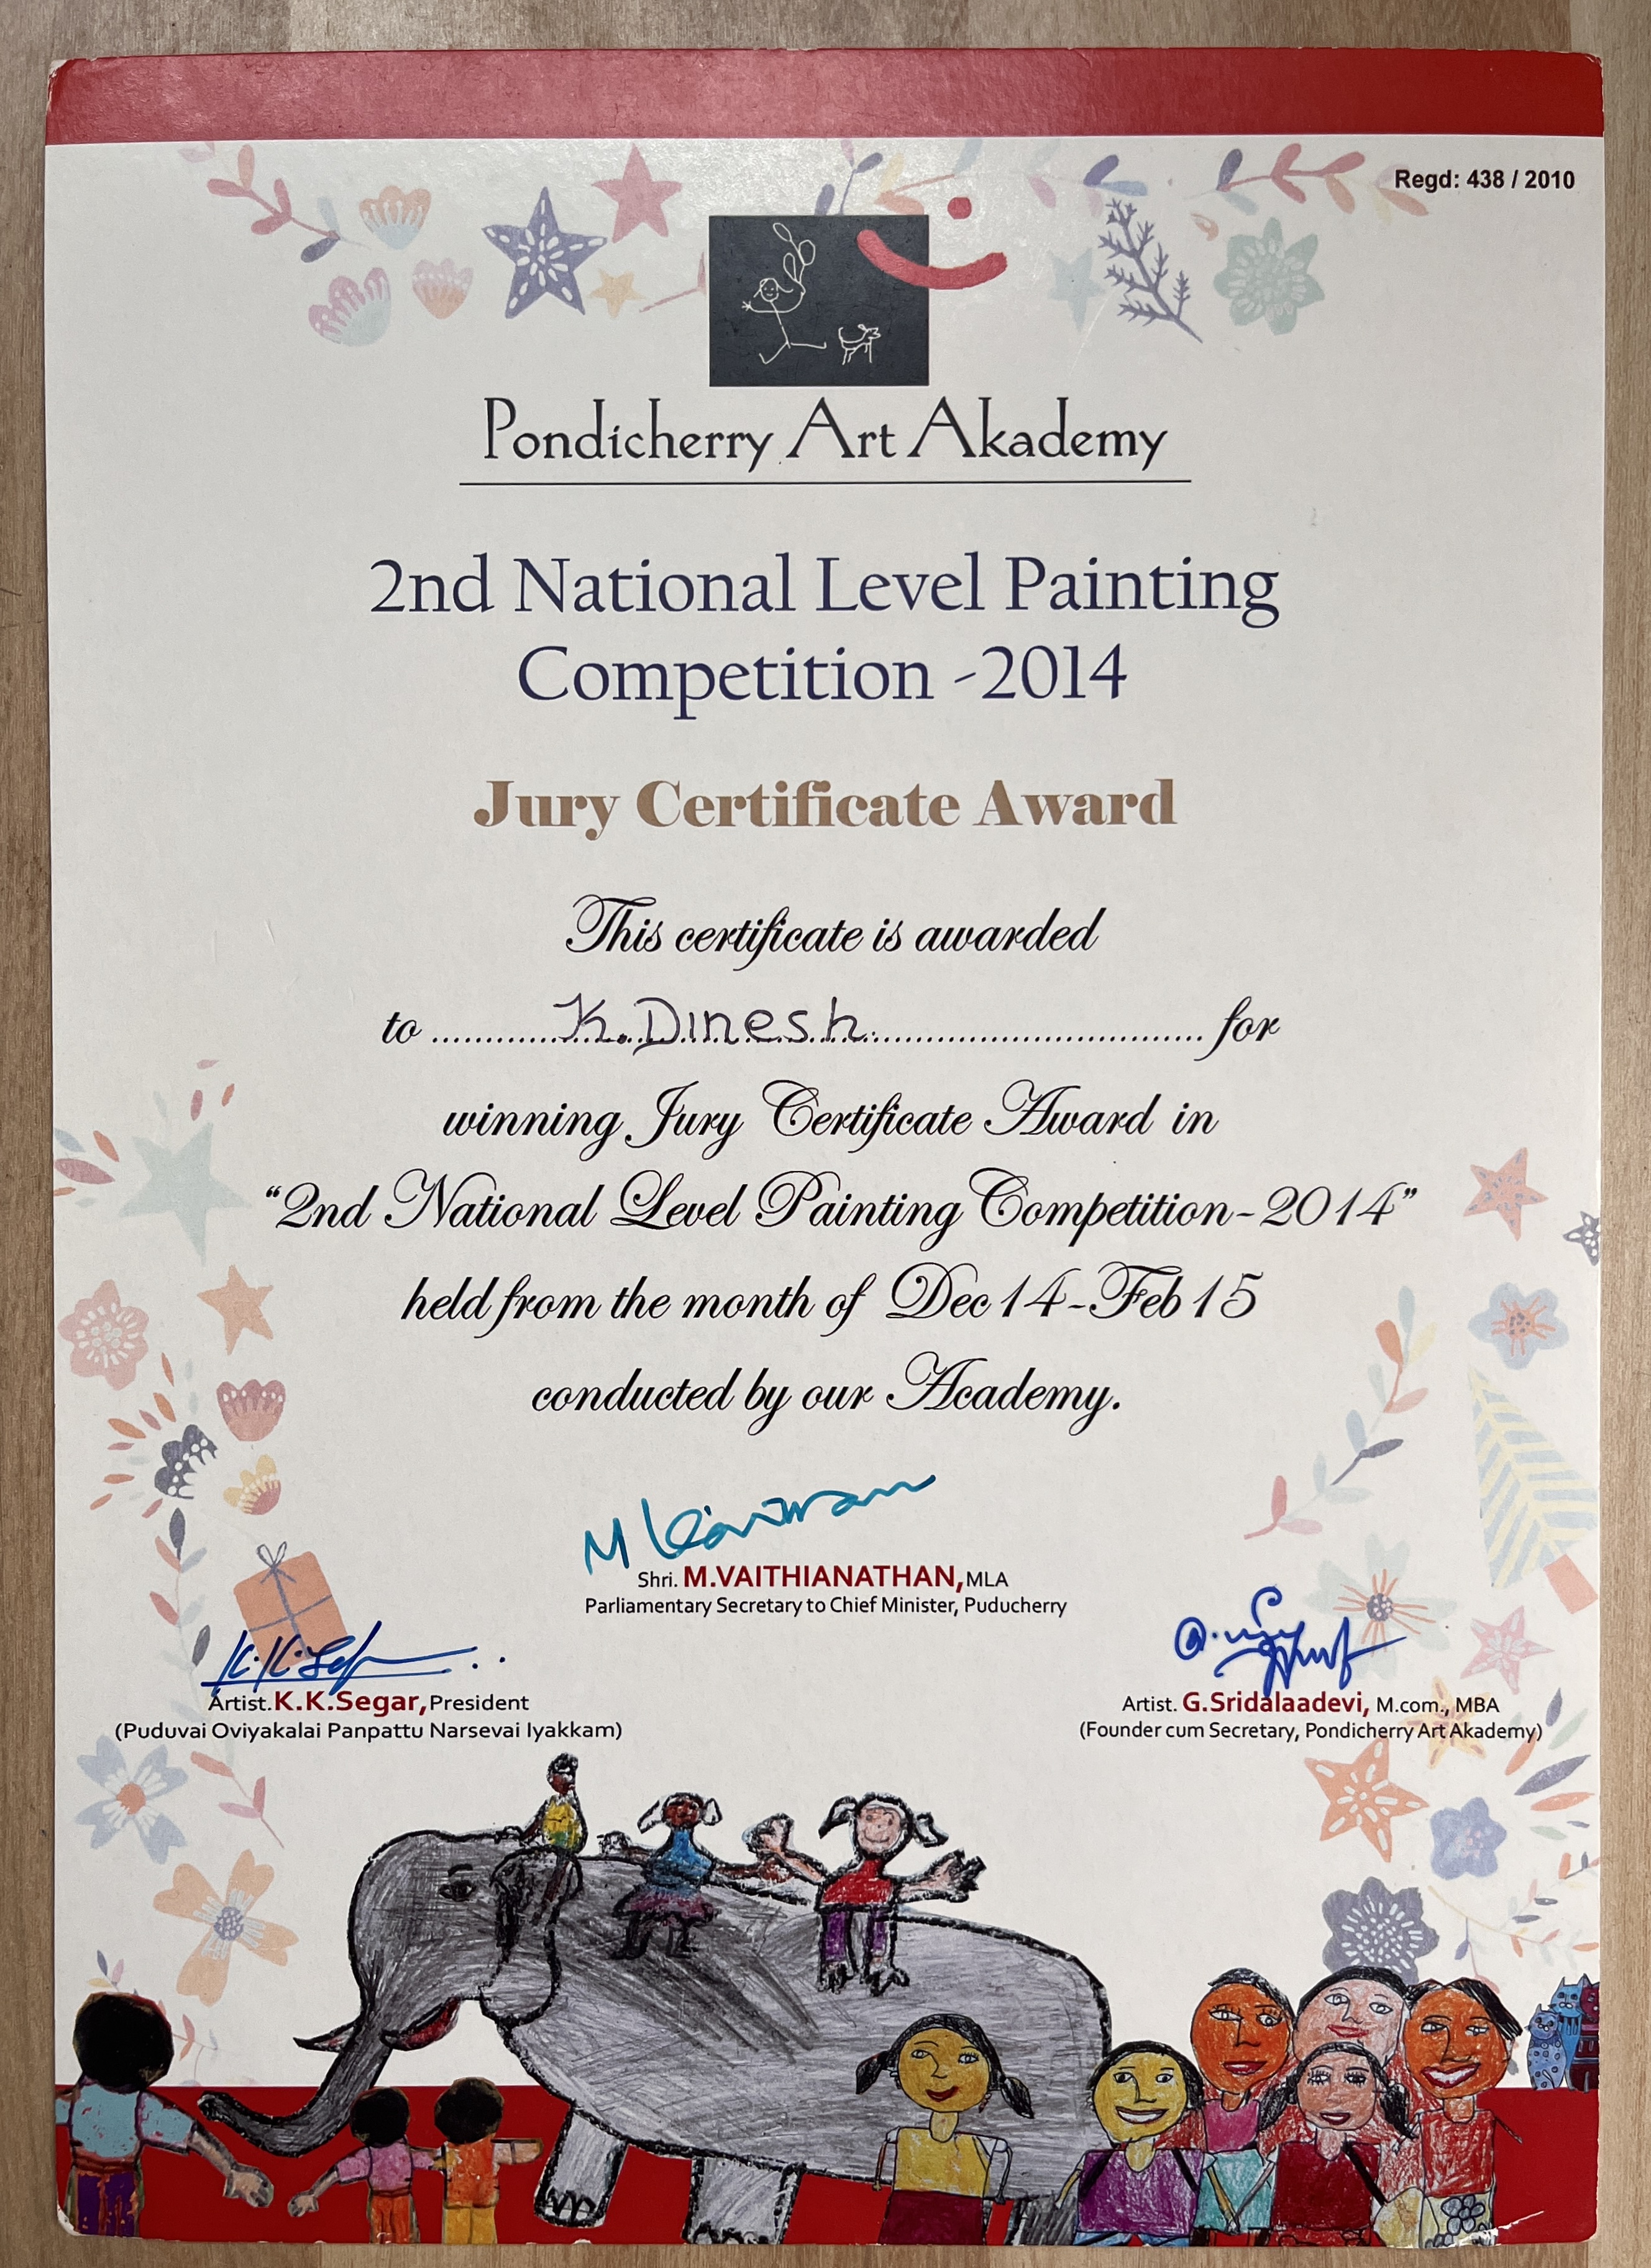 Regd: 438 / 2010
Pondicherry Art Akademy
2nd National Level Painting
Competition -2014
Jury Certificate Award
This certificate is awarded
to ........... K. Dinesh ........................... for
winning Jury Certificate Award in
“2nd National Level Painting Competition-2014”
held from the month of Dec 14-Feb 15
conducted by our Academy.
Shri. M.VAITHIANATHAN, MLA
Parliamentary Secretary to Chief Minister, Puducherry
K.K.Segar
Artist. K.K.Segar, President
(Puduvai Oviyakalai Panpattu Narsevai Iyakkam)
Artist. G.Sridalaadevi, M.com., MBA
(Founder cum Secretary, Pondicherry Art Akademy)